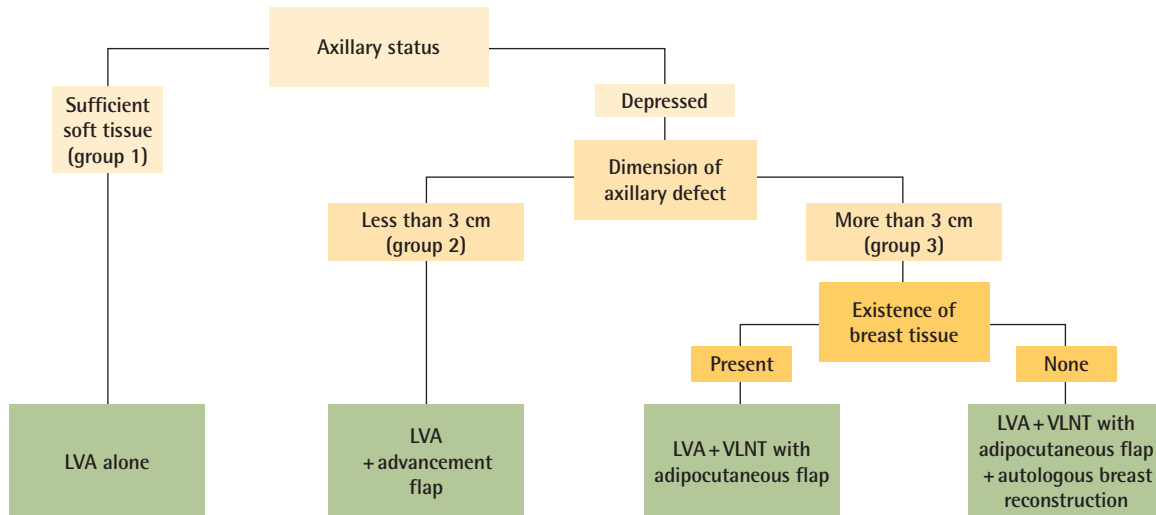 Axillary status
Sufficient
soft tissue
(group 1)
Depressed
Dimension of
axillary defect
Less than 3 cm
(group 2)
More than 3 cm
(group 3)
Existence of
breast tissue
Present
None
LVA alone
LVA
+ advancement
flap
LVA + VLNT with
adipocutaneous flap
LVA + VLNT with
adipocutaneous flap
+ autologous breast
reconstruction